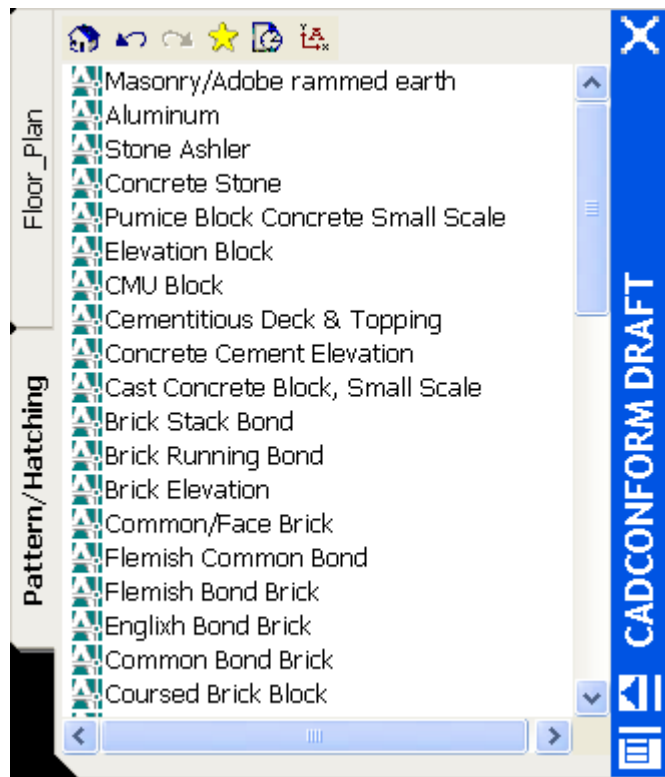 Floor_Plan
Pattern/Hatching
Masonry/Adobe rammed earth
Aluminum
Stone Ashler
Concrete Stone
Pumice Block Concrete Small Scale
Elevation Block
CMU Block
Cementitious Deck & Topping
Concrete Cement Elevation
Cast Concrete Block, Small Scale
Brick Stack Bond
Brick Running Bond
Brick Elevation
Common/Face Brick
Flemish Common Bond
Flemish Bond Brick
Englixh Bond Brick
Common Bond Brick
Coursed Brick Block
CADCONFORM DRAFT